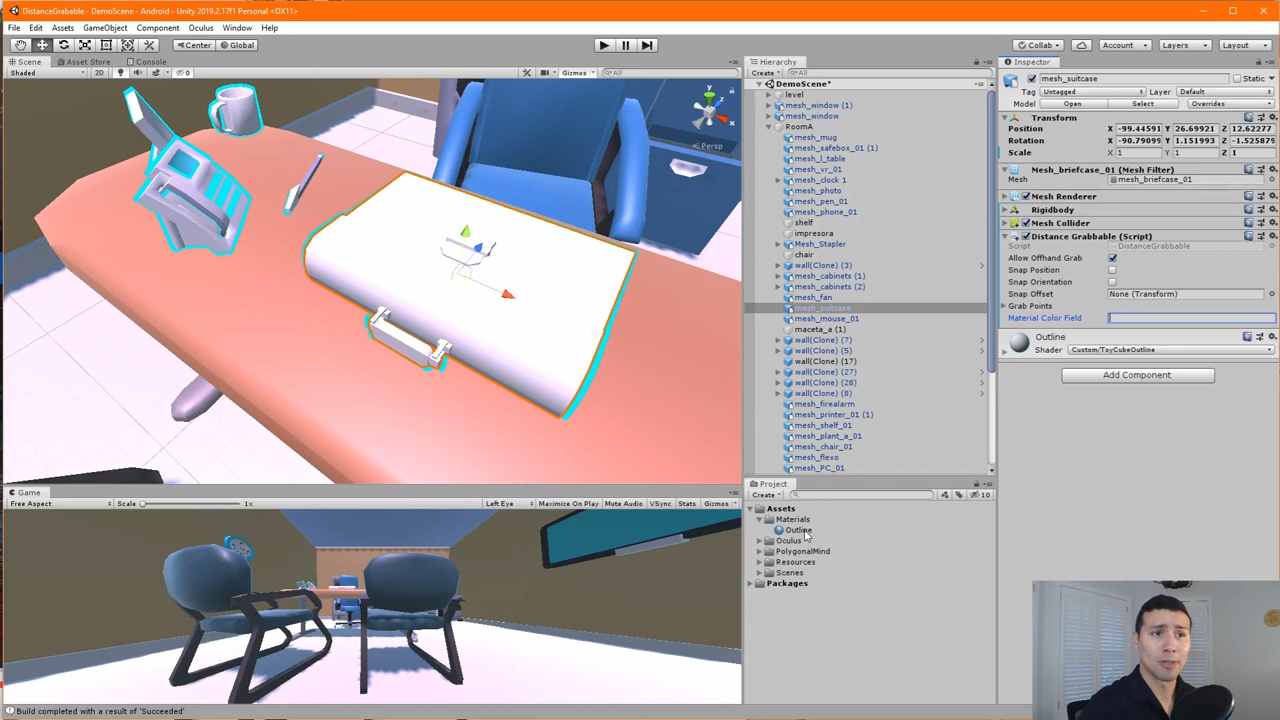 DistanceGrabable - DemoScene - Android - Unity 2019.2.17f1 Personal <DX11>
File Edit Assets GameObject Component Oculus Window Help
Center Global Collab Account Layers Layout
Scene Asset Store Console
Shaded 2D 0 Gizmos All
y
x
z
Persp
Game
Free Aspect Scale 1x Left Eye Maximize On Play Mute Audio VSync Stats Gizmos
Hierarchy
Create All
DemoScene*
level
mesh_window (1)
mesh_window
RoomA
mesh_mug
mesh_safebox_01 (1)
mesh_l_table
mesh_vr_01
mesh_clock 1
mesh_photo
mesh_pen_01
mesh_phone_01
shelf
impresora
Mesh_Stapler
chair
wall(Clone) (3)
mesh_cabinets (1)
mesh_cabinets (2)
mesh_fan
mesh_suitcase
mesh_mouse_01
maceta_a (1)
wall(Clone) (7)
wall(Clone) (5)
wall(Clone) (17)
wall(Clone) (27)
wall(Clone) (28)
wall(Clone) (8)
mesh_firealarm
mesh_printer_01 (1)
mesh_shelf_01
mesh_plant_a_01
mesh_chair_01
mesh_flexo
mesh_PC_01
Project
Create 10
Assets
Materials
Outline
Oculus
PolygonalMind
Resources
Scenes
Packages
Inspector
mesh_suitcase Static
Tag Untagged Layer Default
Model Open Select Overrides
Transform
Position X -99.44591 Y 26.69921 Z 12.62277
Rotation X -90.79099 Y 1.151993 Z -1.525879
Scale X 1 Y 1 Z 1
Mesh_briefcase_01 (Mesh Filter)
Mesh mesh_briefcase_01
Mesh Renderer
Rigidbody
Mesh Collider
Distance Grabbable (Script)
Script DistanceGrabbable
Allow Offhand Grab
Snap Position
Snap Orientation
Snap Offset None (Transform)
Grab Points
Material Color Field
Outline
Shader Custom/ToyCubeOutline
Add Component
Build completed with a result of 'Succeeded'